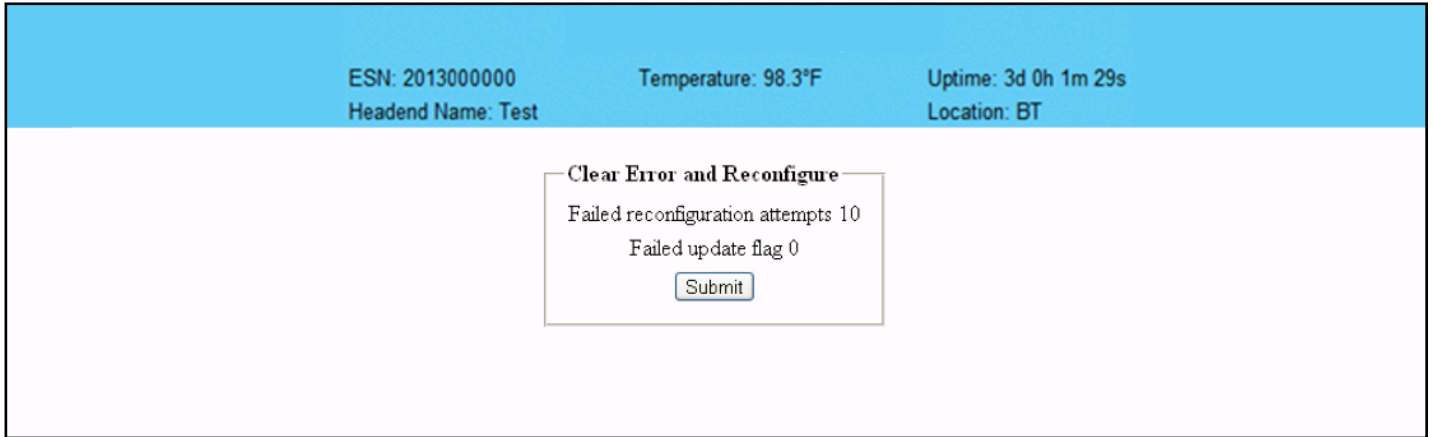 ESN: 2013000000 Temperature: 98.3°F Uptime: 3d 0h 1m 29s
Headend Name: Test Location: BT
Clear Error and Reconfigure
Failed reconfiguration attempts 10
Failed update flag 0
Submit